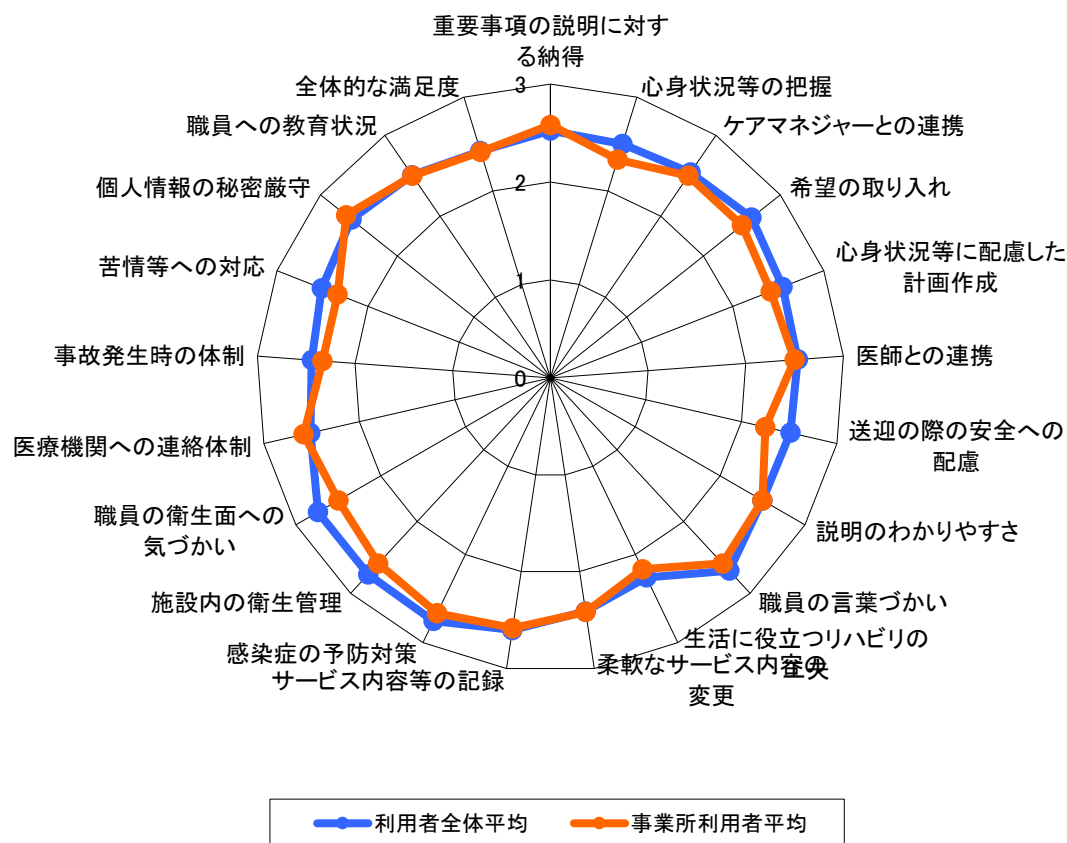 重要事項の説明に対す
る納得
心身状況等の把握
ケアマネジャーとの連携
希望の取り入れ
心身状況等に配慮した
計画作成
医師との連携
送迎の際の安全への
配慮
説明のわかりやすさ
職員の言葉づかい
生活に役立つリハビリの
柔軟なサービス内容の
変更
サービス内容等の記録
感染症の予防対策
施設内の衛生管理
職員の衛生面への
気づかい
医療機関への連絡体制
事故発生時の体制
苦情等への対応
個人情報の秘密厳守
職員への教育状況
全体的な満足度
3
2
1
0
利用者全体平均
事業所利用者平均